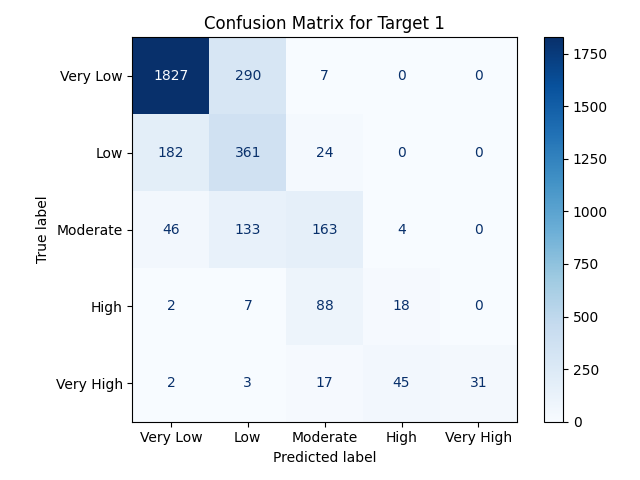 Confusion Matrix for Target 1
True label
Very Low 1827 290 7 0 0
Low 182 361 24 0 0
Moderate 46 133 163 4 0
High 2 7 88 18 0
Very High 2 3 17 45 31
Very Low Low Moderate High Very High
Predicted label
1750
1500
1250
1000
750
500
250
0